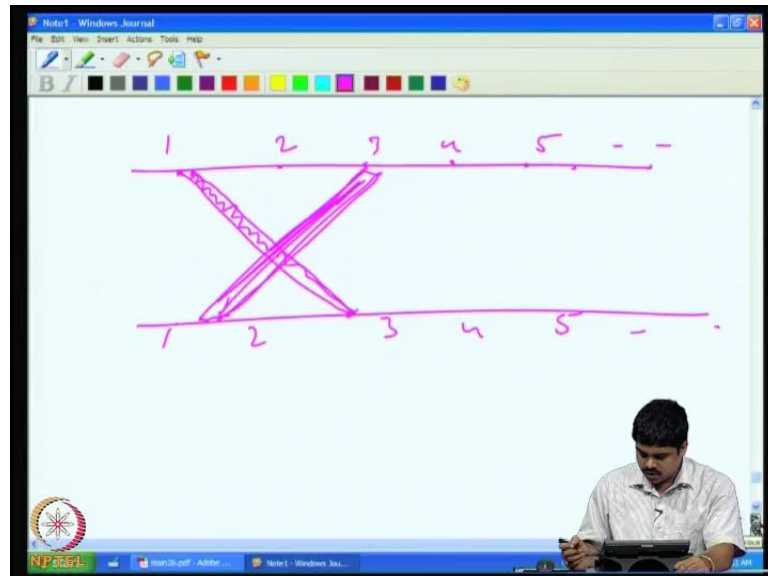 Note1 - Windows Journal
File Edit View Insert Actions Tools Help
B I
1 2 3 4 5 - -
1 2 3 4 5 - -
NPTEL
main26.pdf - Adobe ...
Note1 - Windows Jou...
AM